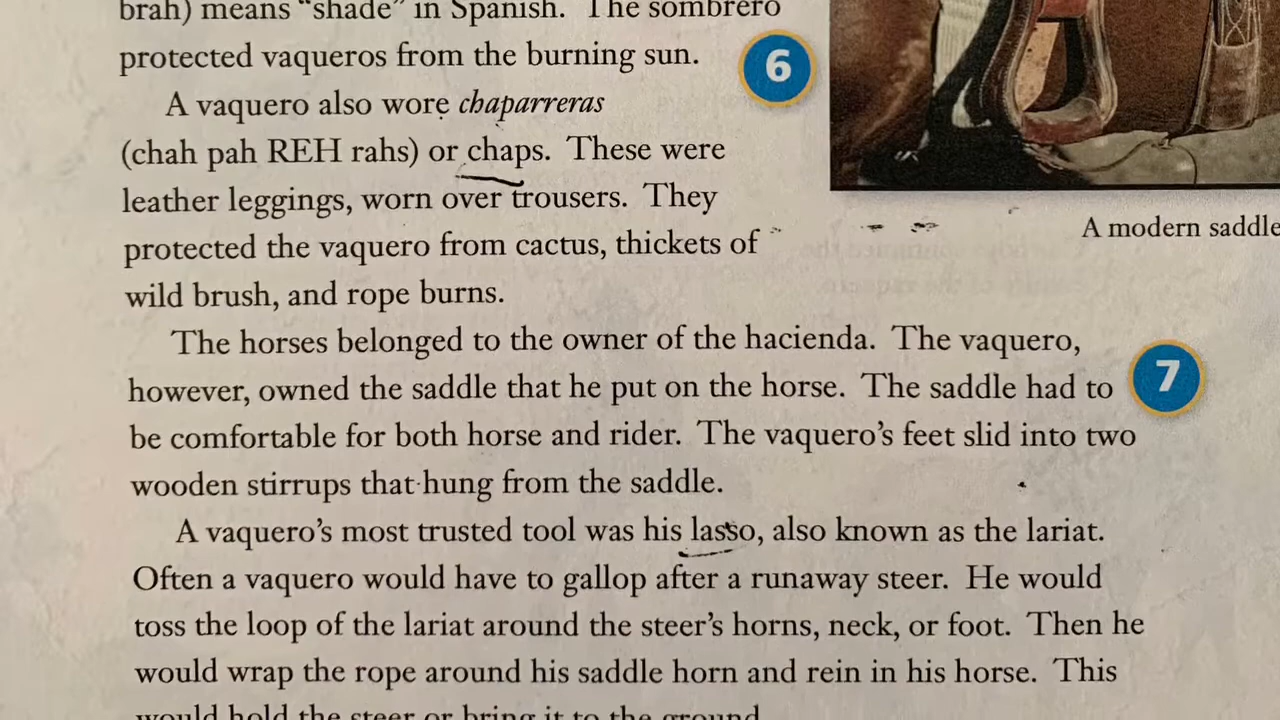 brah) means “shade” in Spanish. The sombrero
protected vaqueros from the burning sun.
6
A vaquero also wore chaparreras
(chah pah REH rahs) or chaps. These were
leather leggings, worn over trousers. They
protected the vaquero from cactus, thickets of
wild brush, and rope burns.
A modern saddle
The horses belonged to the owner of the hacienda. The vaquero,
however, owned the saddle that he put on the horse. The saddle had to
7
be comfortable for both horse and rider. The vaquero’s feet slid into two
wooden stirrups that hung from the saddle.
A vaquero’s most trusted tool was his lasso, also known as the lariat.
Often a vaquero would have to gallop after a runaway steer. He would
toss the loop of the lariat around the steer’s horns, neck, or foot. Then he
would wrap the rope around his saddle horn and rein in his horse. This
would hold the steer or bring it to the ground.